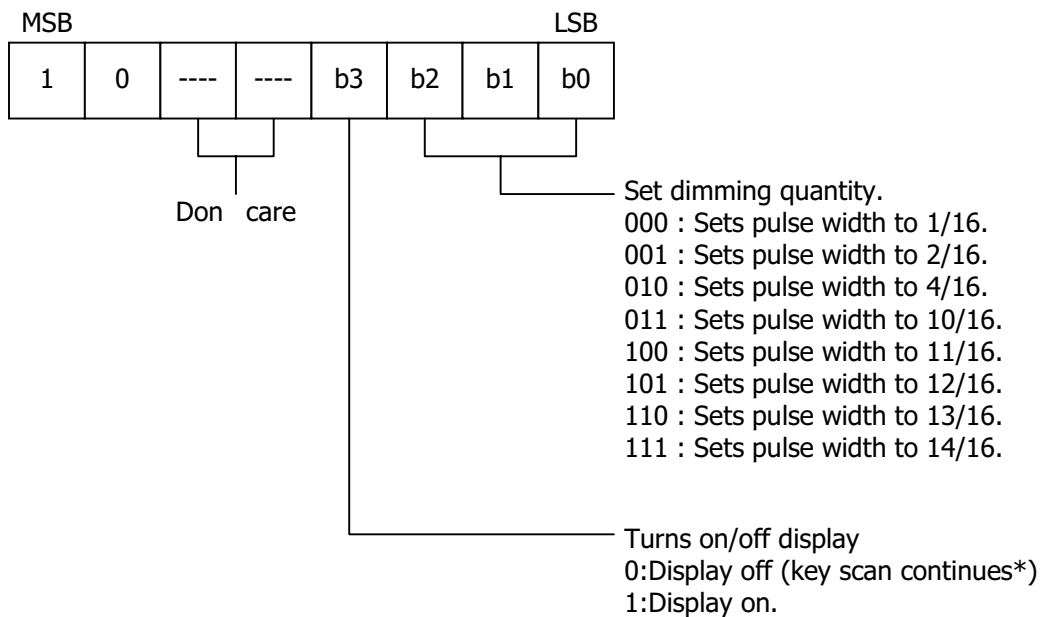 MSB LSB
1 0 ---- ---- b3 b2 b1 b0
Don care
Set dimming quantity.
000 : Sets pulse width to 1/16.
001 : Sets pulse width to 2/16.
010 : Sets pulse width to 4/16.
011 : Sets pulse width to 10/16.
100 : Sets pulse width to 11/16.
101 : Sets pulse width to 12/16.
110 : Sets pulse width to 13/16.
111 : Sets pulse width to 14/16.
Turns on/off display
0:Display off (key scan continues*)
1:Display on.